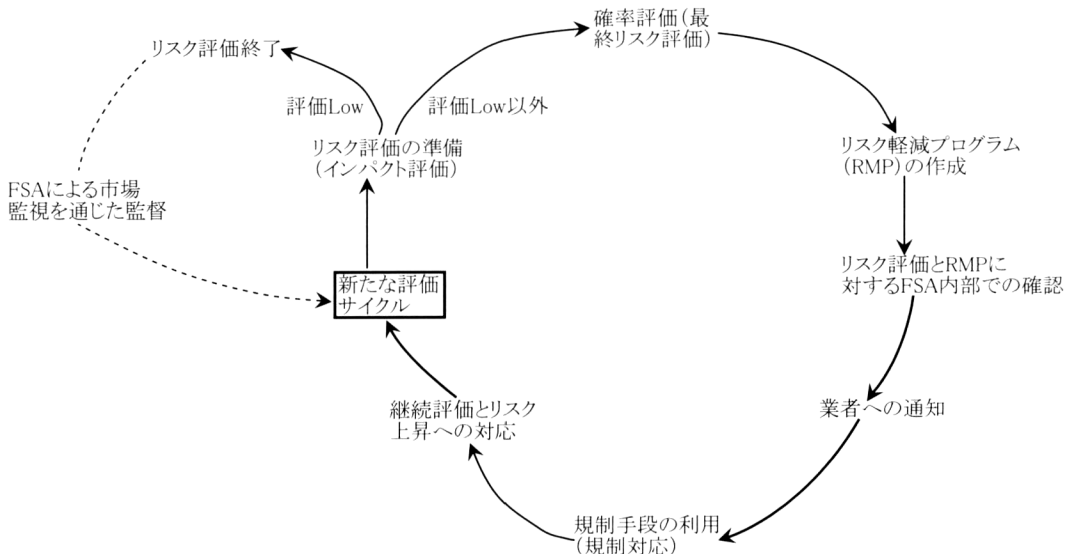 確率評価（最
終リスク評価）
リスク評価終了
評価Low
評価Low以外
リスク評価の準備
（インパクト評価）
リスク軽減プログラム
（RMP）の作成
FSAによる市場
監視を通じた監督
リスク評価とRMPに
対するFSA内部での確認
新たな評価
サイクル
業者への通知
継続評価とリスク
上昇への対応
規制手段の利用
（規制対応）